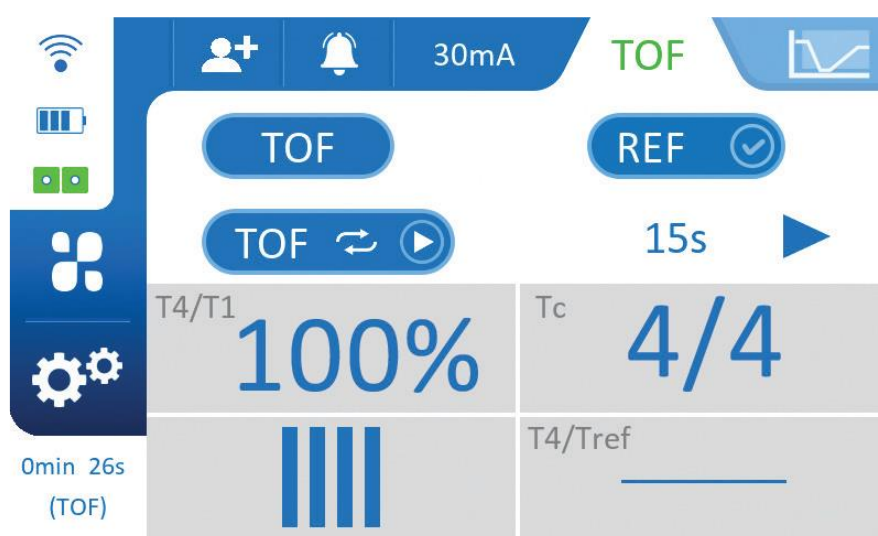 30mA
TOF
TOF
REF
TOF
15s
T4/T1
100%
Tc
4/4
T4/Tref
0min 26s
(TOF)